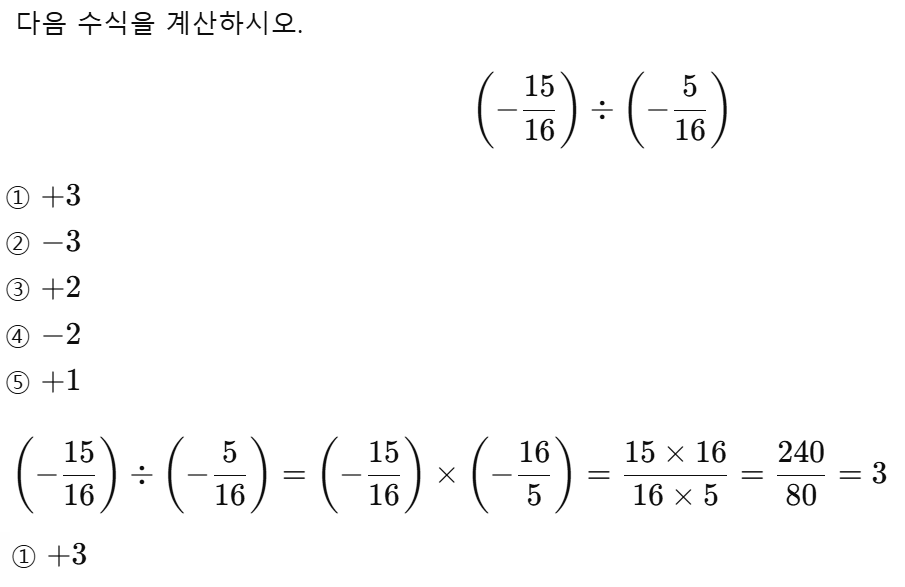 다음 수식을 계산하시오.
(−15/16) ÷ (−5/16)
① +3
② −3
③ +2
④ −2
⑤ +1
(−15/16) ÷ (−5/16) = (−15/16) × (−16/5) = (15 × 16)/(16 × 5) = 240/80 = 3
① +3